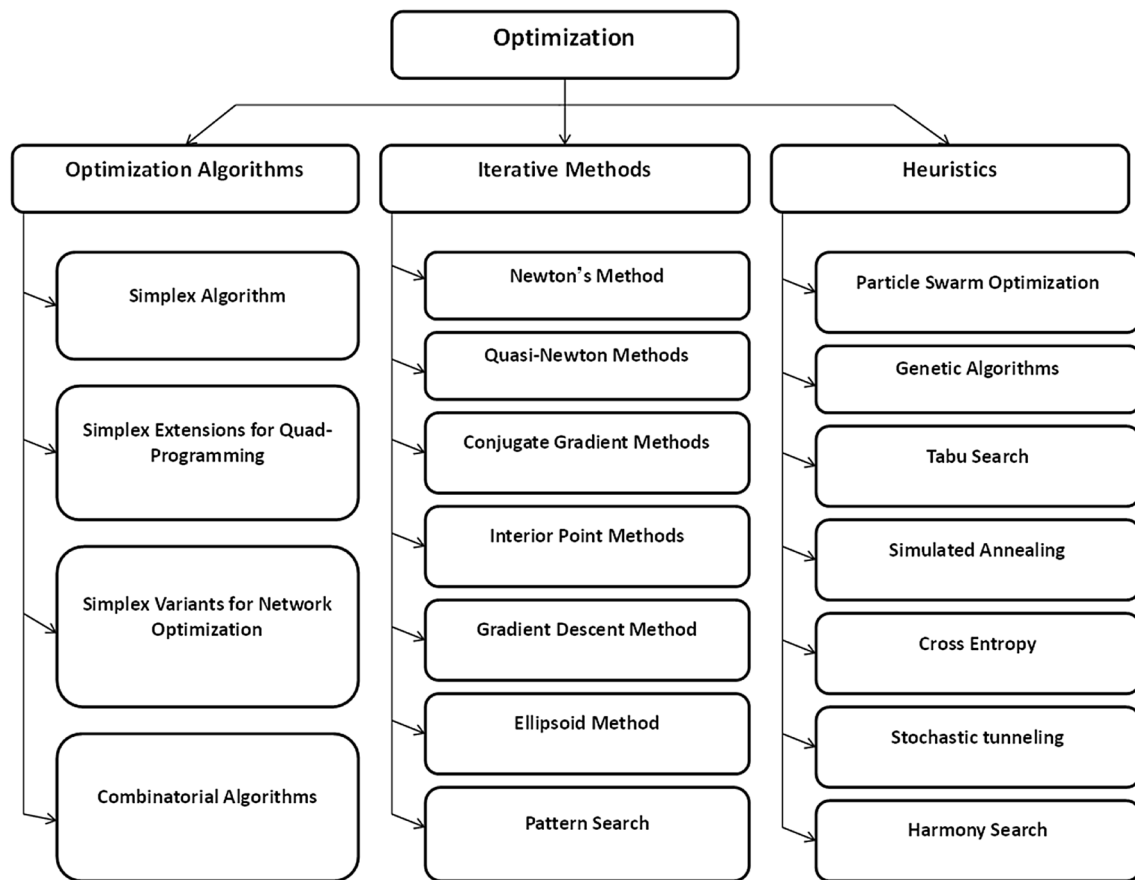 Optimization
Optimization Algorithms
Simplex Algorithm
Simplex Extensions for Quad-
Programming
Simplex Variants for Network
Optimization
Combinatorial Algorithms
Iterative Methods
Newton's Method
Quasi-Newton Methods
Conjugate Gradient Methods
Interior Point Methods
Gradient Descent Method
Ellipsoid Method
Pattern Search
Heuristics
Particle Swarm Optimization
Genetic Algorithms
Tabu Search
Simulated Annealing
Cross Entropy
Stochastic tunneling
Harmony Search